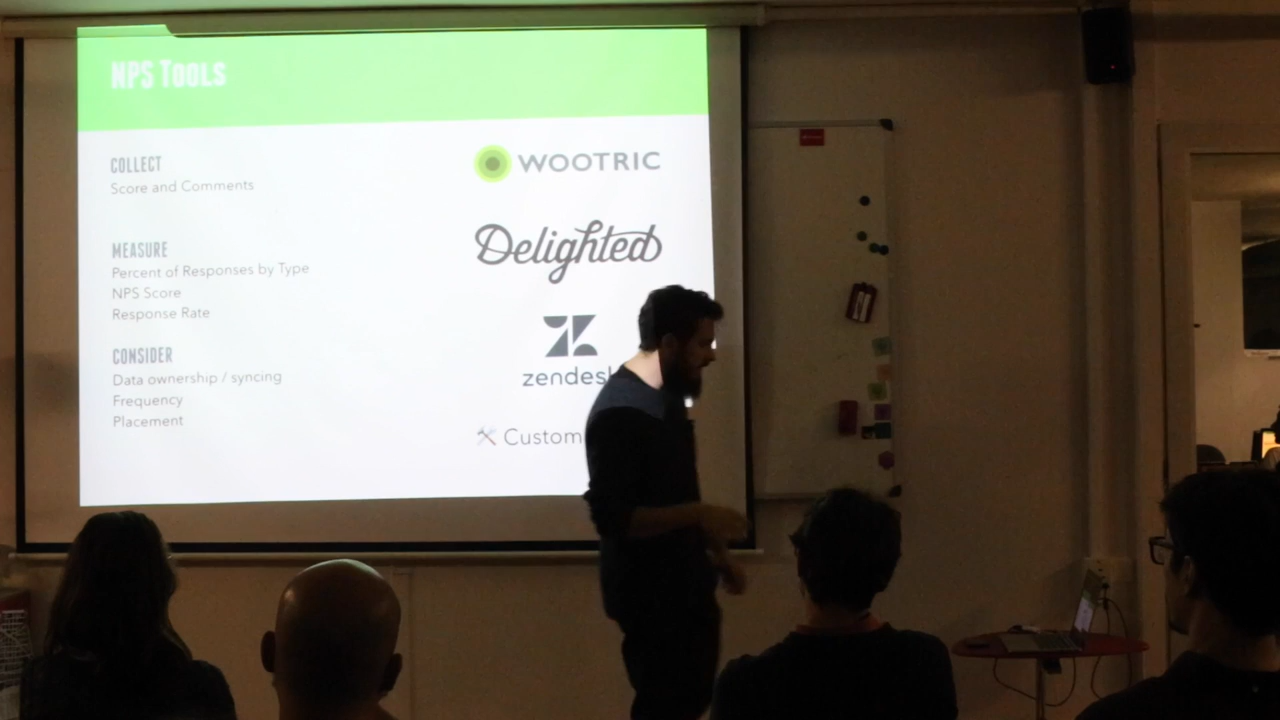 NPS Tools
COLLECT
Score and Comments
MEASURE
Percent of Responses by Type
NPS Score
Response Rate
CONSIDER
Data ownership / syncing
Frequency
Placement
WOOTRIC
Delighted
zendesk
Custom